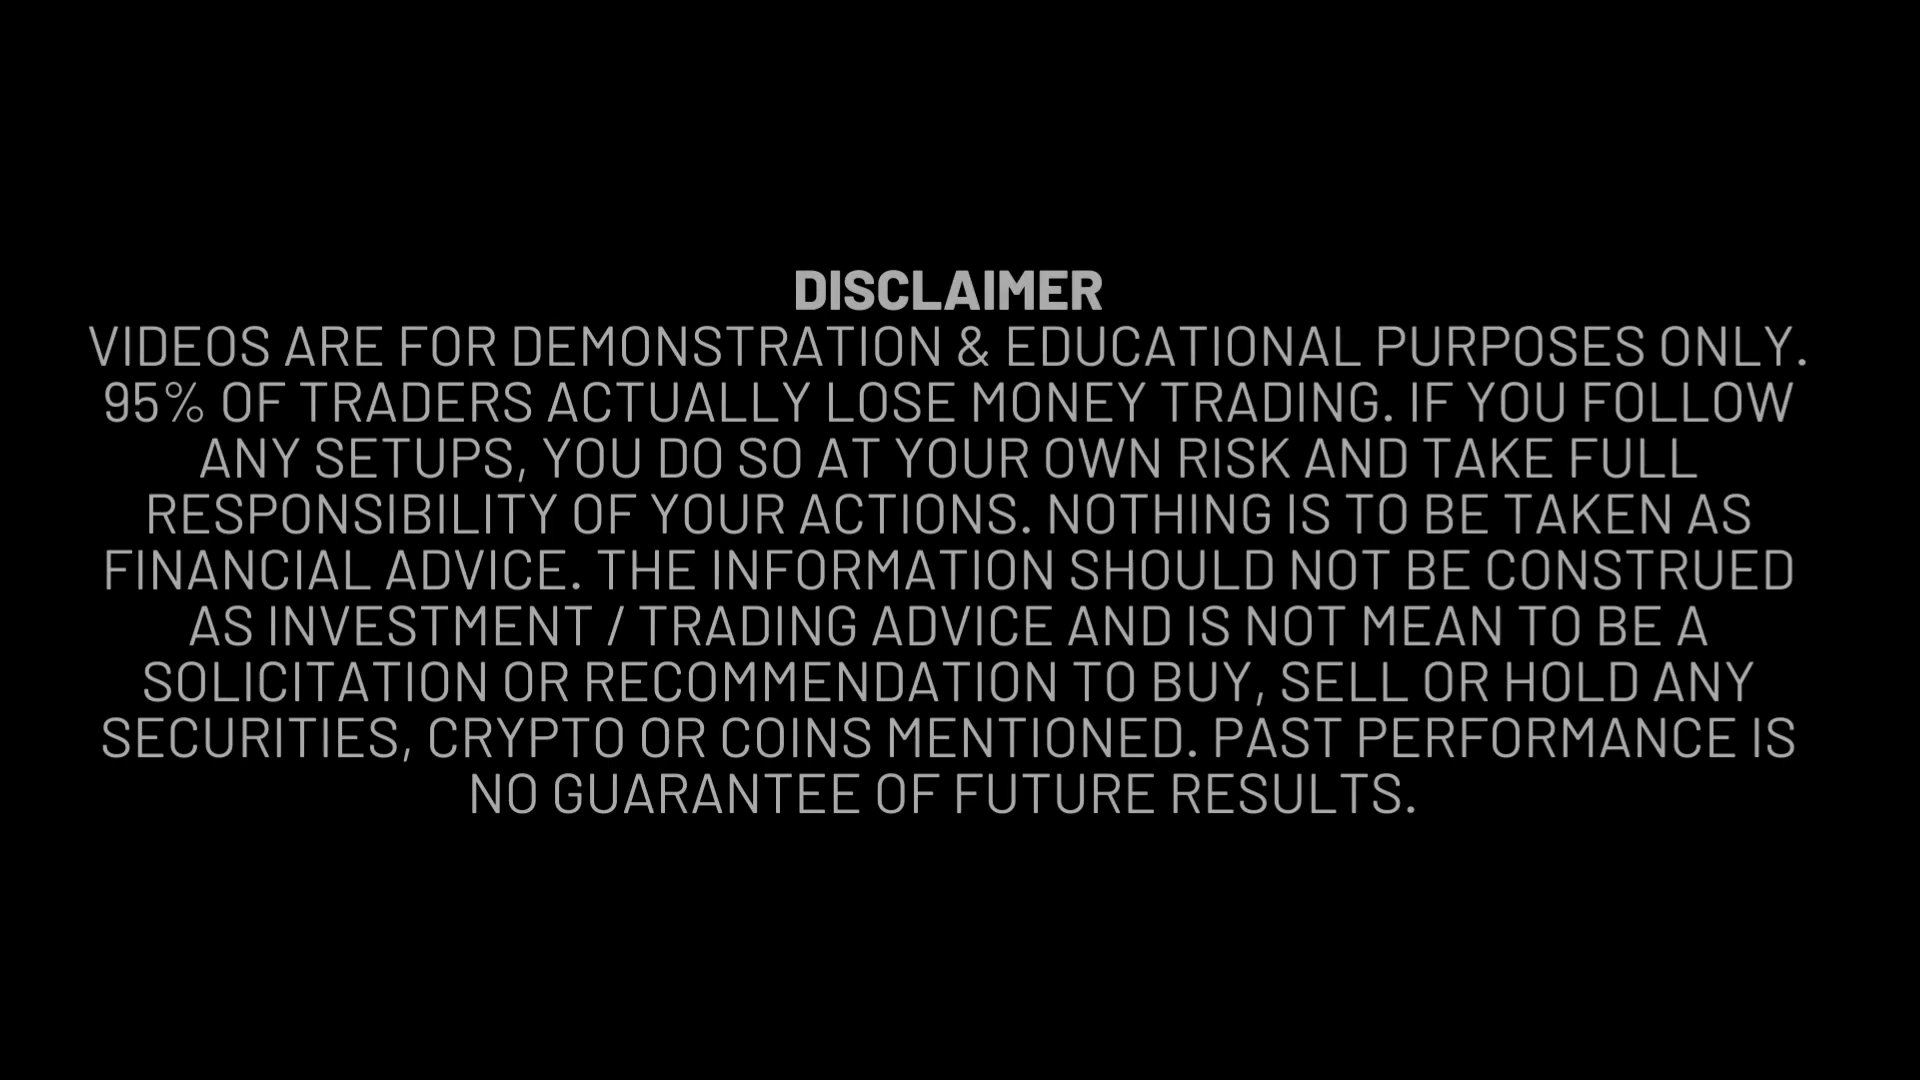 DISCLAIMER
VIDEOS ARE FOR DEMONSTRATION & EDUCATIONAL PURPOSES ONLY.
95% OF TRADERS ACTUALLY LOSE MONEY TRADING. IF YOU FOLLOW
ANY SETUPS, YOU DO SO AT YOUR OWN RISK AND TAKE FULL
RESPONSIBILITY OF YOUR ACTIONS. NOTHING IS TO BE TAKEN AS
FINANCIAL ADVICE. THE INFORMATION SHOULD NOT BE CONSTRUED
AS INVESTMENT / TRADING ADVICE AND IS NOT MEAN TO BE A
SOLICITATION OR RECOMMENDATION TO BUY, SELL OR HOLD ANY
SECURITIES, CRYPTO OR COINS MENTIONED. PAST PERFORMANCE IS
NO GUARANTEE OF FUTURE RESULTS.